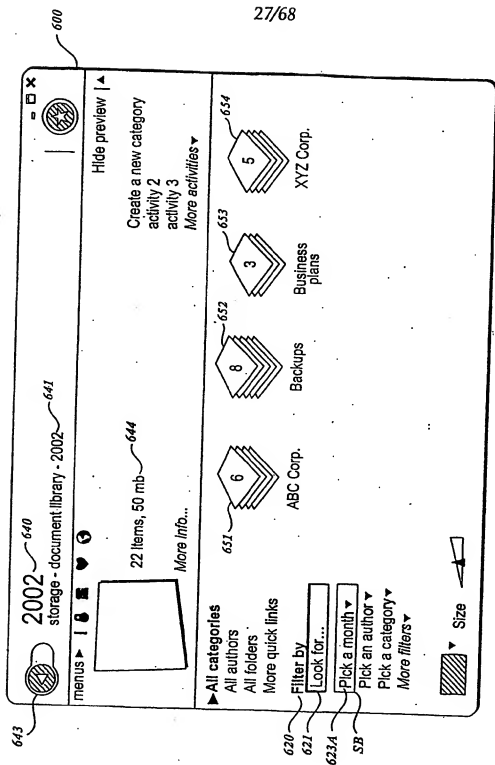 27/68
600
643
2002
640
storage - document library - 2002
641
menus
22 items, 50 mb
644
More Info...
Hide preview
Create a new category
activity 2
activity 3
More activities
All categories
All authors
All folders
More quick links
620
Filter by
621
Look for...
623A
Pick a month
SB
Pick an author
Pick a category
More filters
Size
651
6
ABC Corp.
652
8
Backups
653
3
Business
plans
654
5
XYZ Corp.